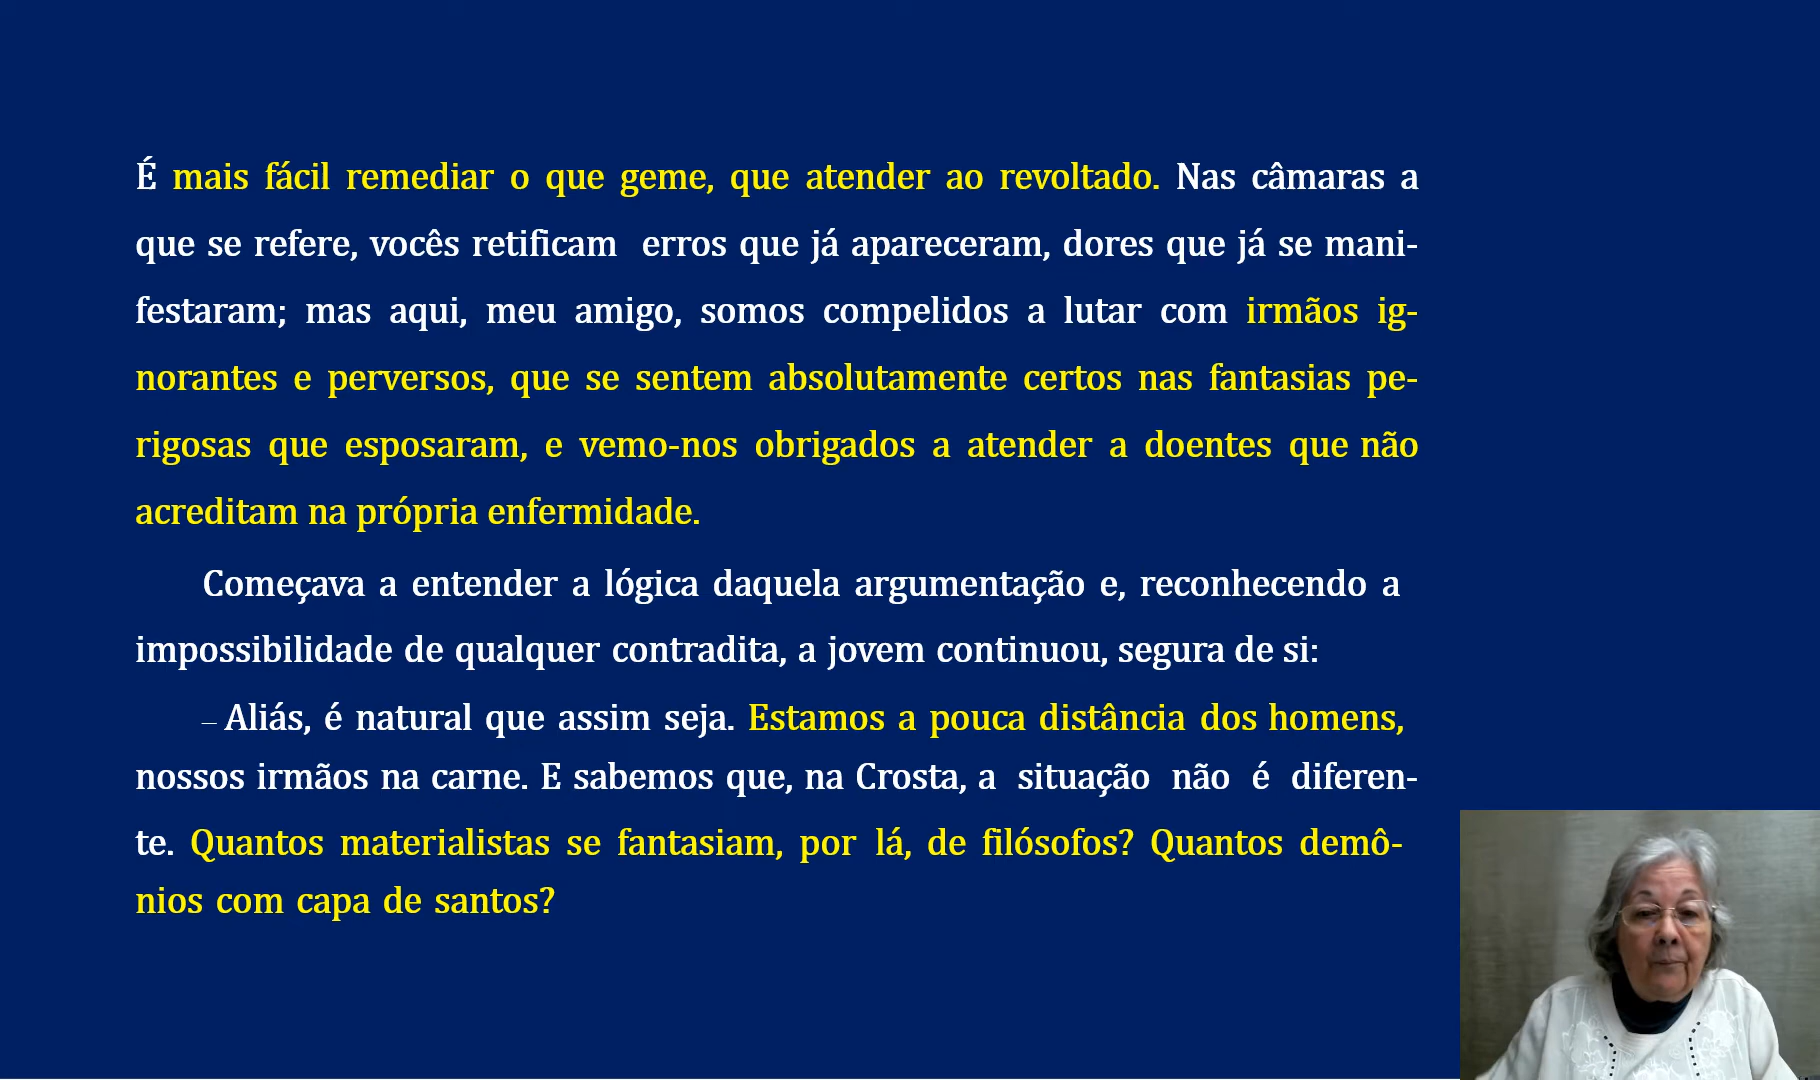 É mais fácil remediar o que geme, que atender ao revoltado. Nas câmaras a
que se refere, vocês retificam erros que já apareceram, dores que já se mani-
festaram; mas aqui, meu amigo, somos compelidos a lutar com irmãos ig-
norantes e perversos, que se sentem absolutamente certos nas fantasias pe-
rigosas que esposaram, e vemo-nos obrigados a atender a doentes que não
acreditam na própria enfermidade.
Começava a entender a lógica daquela argumentação e, reconhecendo a
impossibilidade de qualquer contradita, a jovem continuou, segura de si:
– Aliás, é natural que assim seja. Estamos a pouca distância dos homens,
nossos irmãos na carne. E sabemos que, na Crosta, a situação não é diferen-
te. Quantos materialistas se fantasiam, por lá, de filósofos? Quantos demô-
nios com capa de santos?